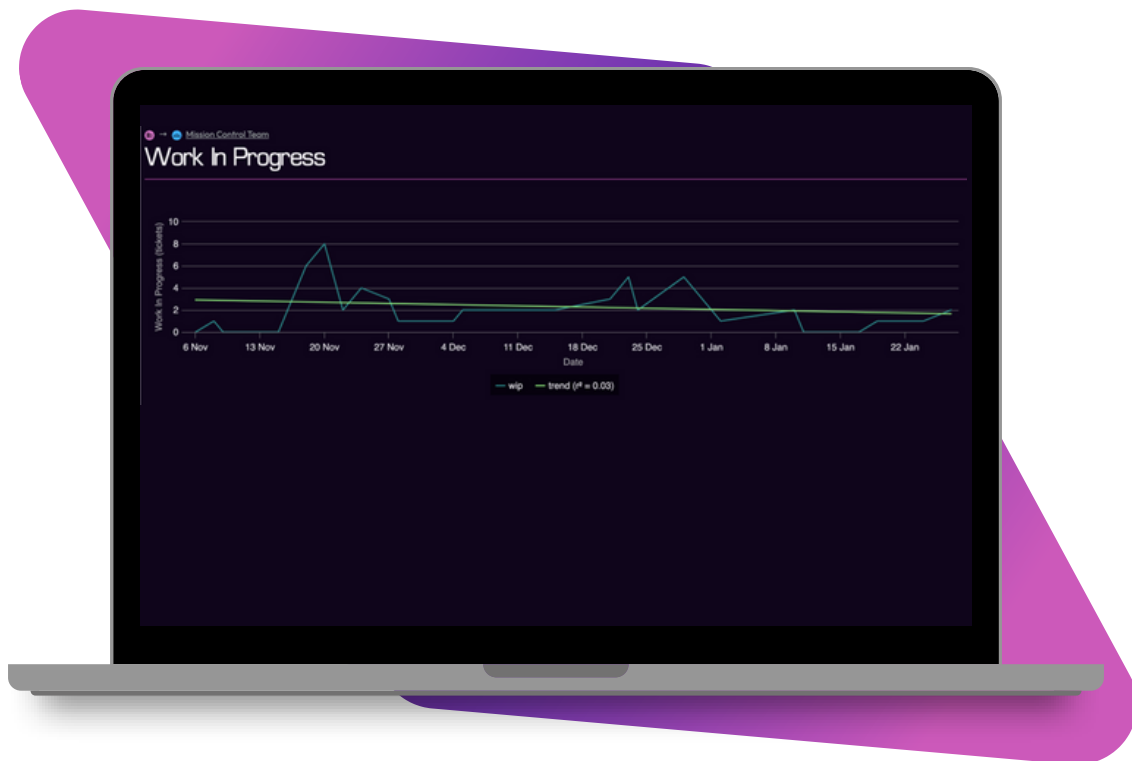 Mission Control Team
Work In Progress
Work In Progress (tickets)
10
8
6
4
2
0
6 Nov 13 Nov 20 Nov 27 Nov 4 Dec 11 Dec 18 Dec 25 Dec 1 Jan 8 Jan 15 Jan 22 Jan
Date
wip trend (r² = 0.03)